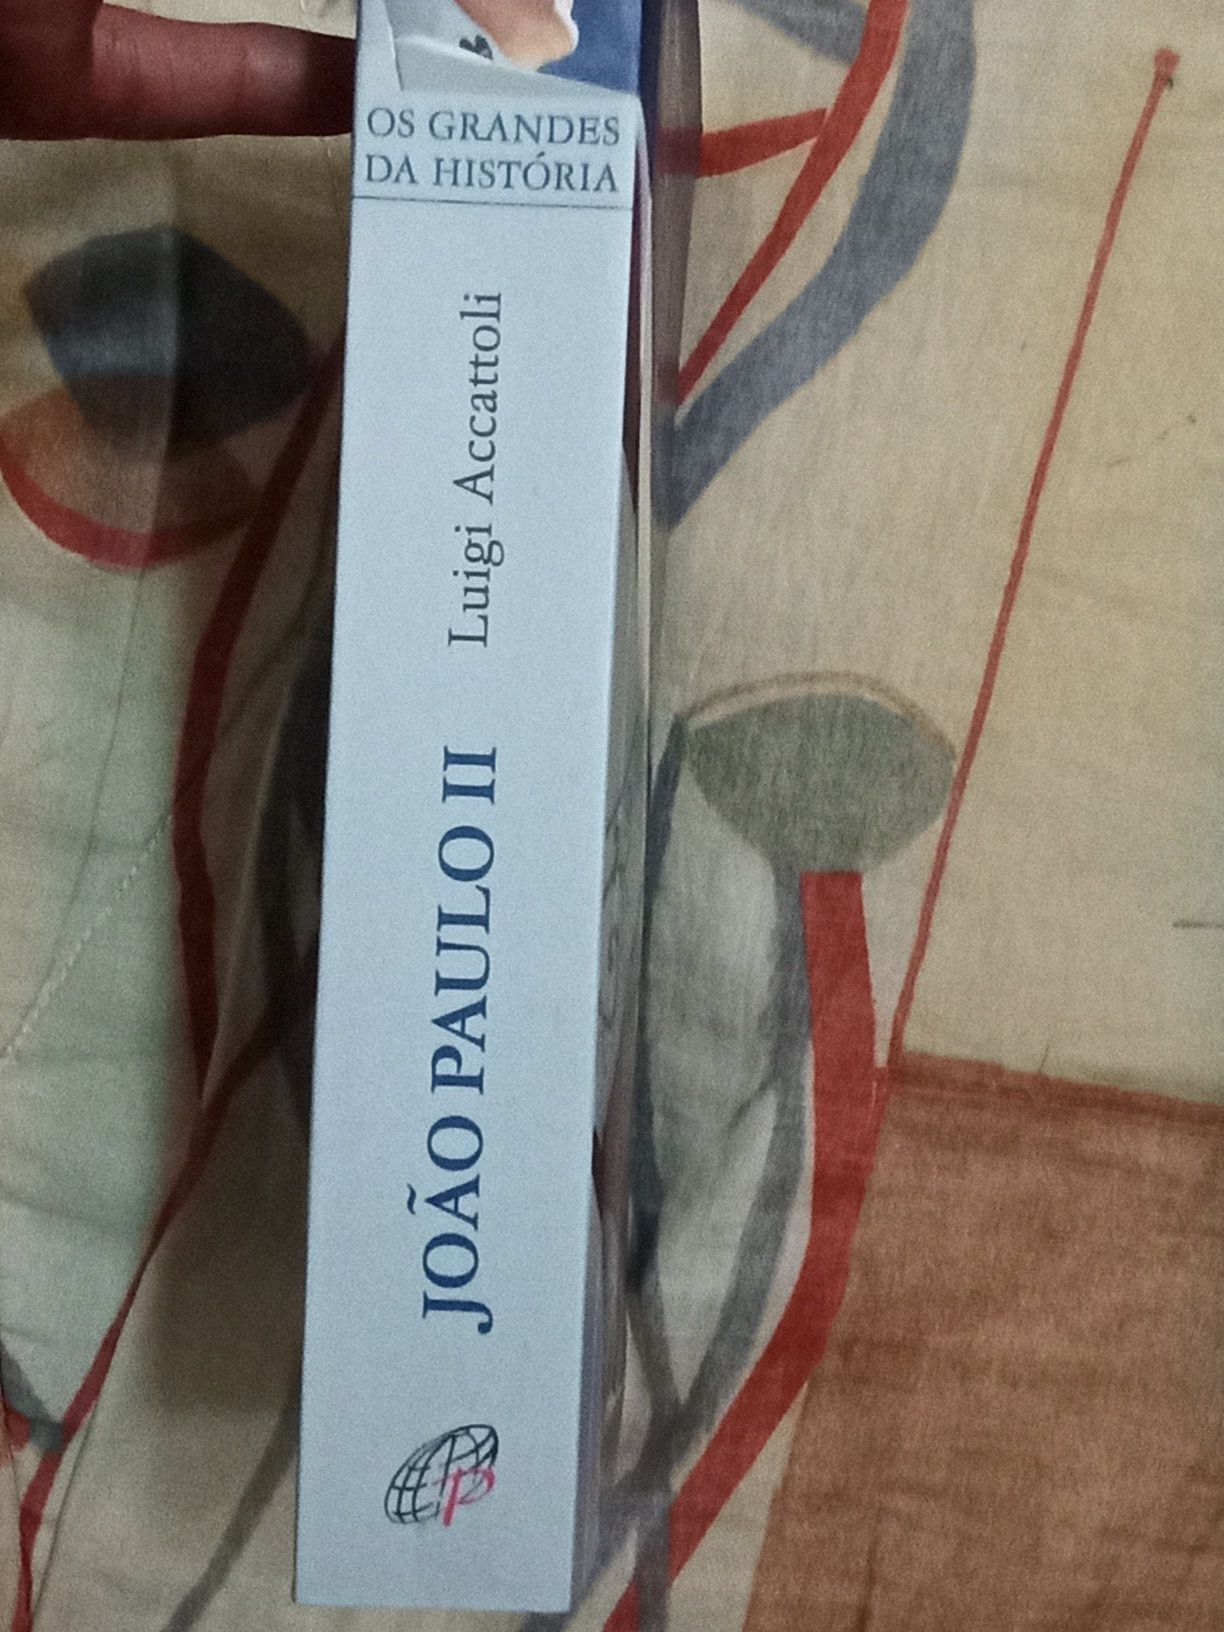 OS GRANDES
DA HISTÓRIA
JOÃO PAULO II Luigi Accattoli
P